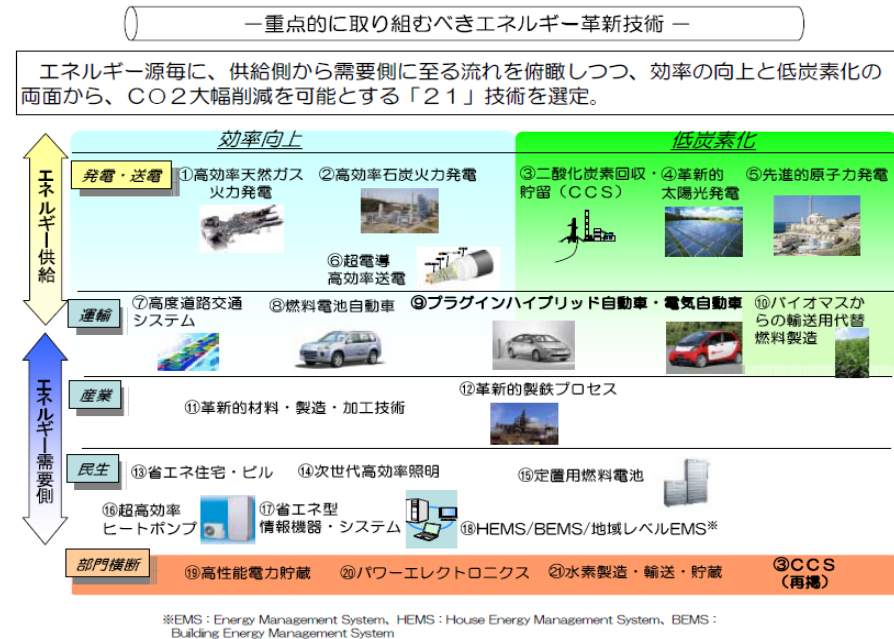 －重点的に取り組むべきエネルギー革新技術－
エネルギー源毎に、供給側から需要側に至る流れを俯瞰しつつ、効率の向上と低炭素化の
両面から、CO2大幅削減を可能とする「21」技術を選定。
効率向上
低炭素化
エネルギー供給
発電・送電
①高効率天然ガス
火力発電
②高効率石炭火力発電
③二酸化炭素回収・
貯留（CCS）
④革新的
太陽光発電
⑤先進的原子力発電
⑥超電導
高効率送電
運輸
⑦高度道路交通
システム
⑧燃料電池自動車
⑨プラグインハイブリッド自動車・電気自動車
⑩バイオマスか
らの輸送用代替
燃料製造
エネルギー需要側
産業
⑪革新的材料・製造・加工技術
⑫革新的製鉄プロセス
民生
⑬省エネ住宅・ビル
⑭次世代高効率照明
⑮定置用燃料電池
⑯超高効率
ヒートポンプ
⑰省エネ型
情報機器・システム
⑱HEMS/BEMS/地域レベルEMS※
部門横断
⑲高性能電力貯蔵
⑳パワーエレクトロニクス
㉑水素製造・輸送・貯蔵
③CCS
（再掲）
※EMS：Energy Management System、HEMS：House Energy Management System、BEMS：
Building Energy Management System